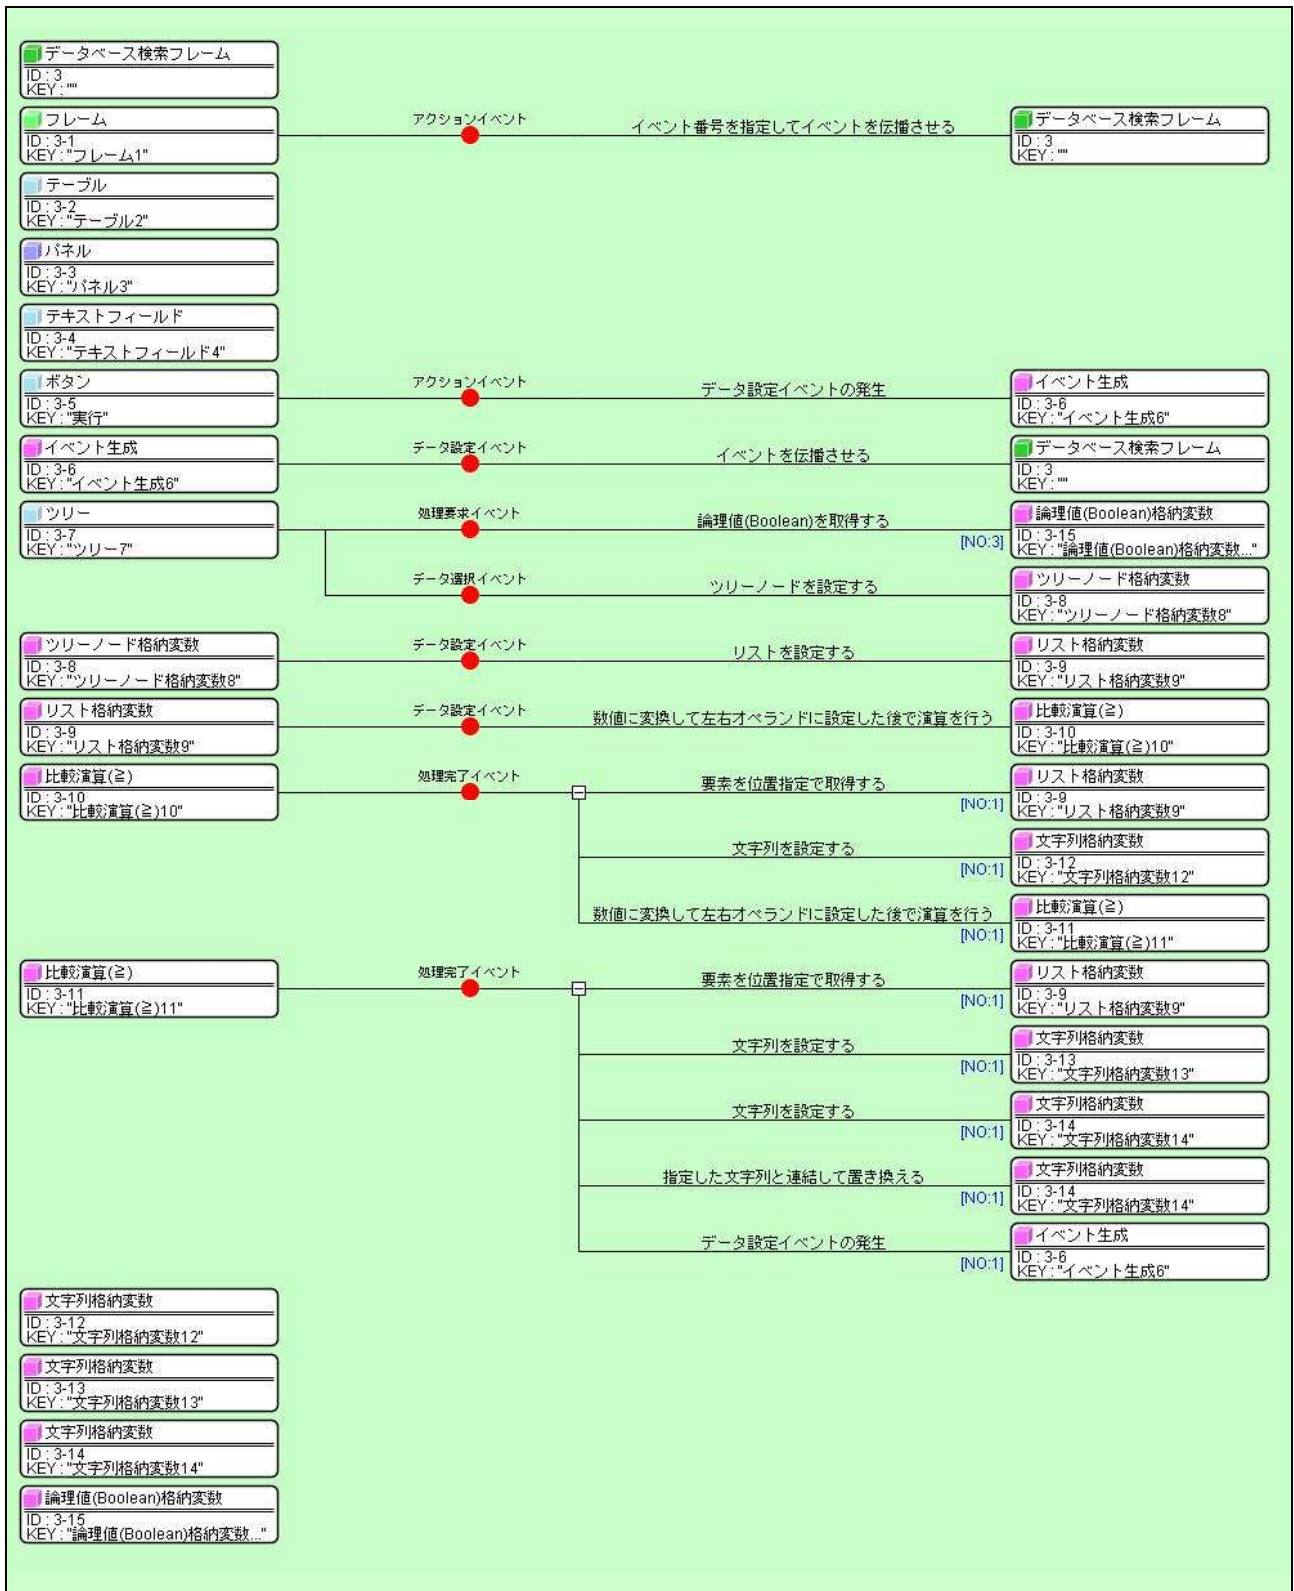 データベース検索フレーム
ID : 3
KEY : ""
フレーム
ID : 3-1
KEY : "フレーム1"
アクションイベント
イベント番号を指定してイベントを伝播させる
データベース検索フレーム
ID : 3
KEY : ""
テーブル
ID : 3-2
KEY : "テーブル2"
パネル
ID : 3-3
KEY : "パネル3"
テキストフィールド
ID : 3-4
KEY : "テキストフィールド4"
ボタン
ID : 3-5
KEY : "実行"
アクションイベント
データ設定イベントの発生
イベント生成
ID : 3-6
KEY : "イベント生成6"
イベント生成
ID : 3-6
KEY : "イベント生成6"
データ設定イベント
イベントを伝播させる
データベース検索フレーム
ID : 3
KEY : ""
ツリー
ID : 3-7
KEY : "ツリー7"
処理要求イベント
論理値(Boolean)を取得する
[NO:3]
論理値(Boolean)格納変数
ID : 3-15
KEY : "論理値(Boolean)格納変数..."
データ選択イベント
ツリーノードを設定する
ツリーノード格納変数
ID : 3-8
KEY : "ツリーノード格納変数8"
ツリーノード格納変数
ID : 3-8
KEY : "ツリーノード格納変数8"
データ設定イベント
リストを設定する
リスト格納変数
ID : 3-9
KEY : "リスト格納変数9"
リスト格納変数
ID : 3-9
KEY : "リスト格納変数9"
データ設定イベント
数値に変換して左右オペランドに設定した後で演算を行う
比較演算(≧)
ID : 3-10
KEY : "比較演算(≧)10"
比較演算(≧)
ID : 3-10
KEY : "比較演算(≧)10"
処理完了イベント
要素を位置指定で取得する
[NO:1]
リスト格納変数
ID : 3-9
KEY : "リスト格納変数9"
文字列を設定する
[NO:1]
文字列格納変数
ID : 3-12
KEY : "文字列格納変数12"
数値に変換して左右オペランドに設定した後で演算を行う
[NO:1]
比較演算(≧)
ID : 3-11
KEY : "比較演算(≧)11"
比較演算(≧)
ID : 3-11
KEY : "比較演算(≧)11"
処理完了イベント
要素を位置指定で取得する
[NO:1]
リスト格納変数
ID : 3-9
KEY : "リスト格納変数9"
文字列を設定する
[NO:1]
文字列格納変数
ID : 3-13
KEY : "文字列格納変数13"
文字列を設定する
[NO:1]
文字列格納変数
ID : 3-14
KEY : "文字列格納変数14"
指定した文字列と連結して置き換える
[NO:1]
文字列格納変数
ID : 3-14
KEY : "文字列格納変数14"
データ設定イベントの発生
[NO:1]
イベント生成
ID : 3-6
KEY : "イベント生成6"
文字列格納変数
ID : 3-12
KEY : "文字列格納変数12"
文字列格納変数
ID : 3-13
KEY : "文字列格納変数13"
文字列格納変数
ID : 3-14
KEY : "文字列格納変数14"
論理値(Boolean)格納変数
ID : 3-15
KEY : "論理値(Boolean)格納変数..."